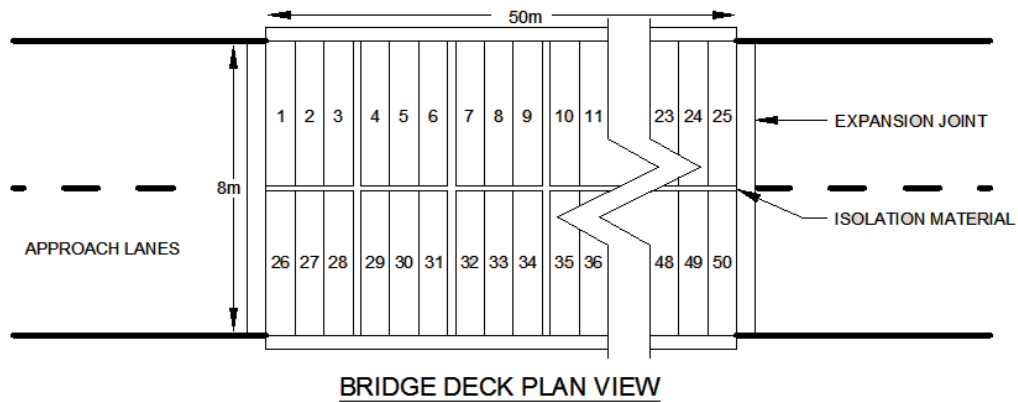 50m
1 2 3 4 5 6 7 8 9 10 11 23 24 25
EXPANSION JOINT
8m
ISOLATION MATERIAL
APPROACH LANES
26 27 28 29 30 31 32 33 34 35 36 48 49 50
BRIDGE DECK PLAN VIEW